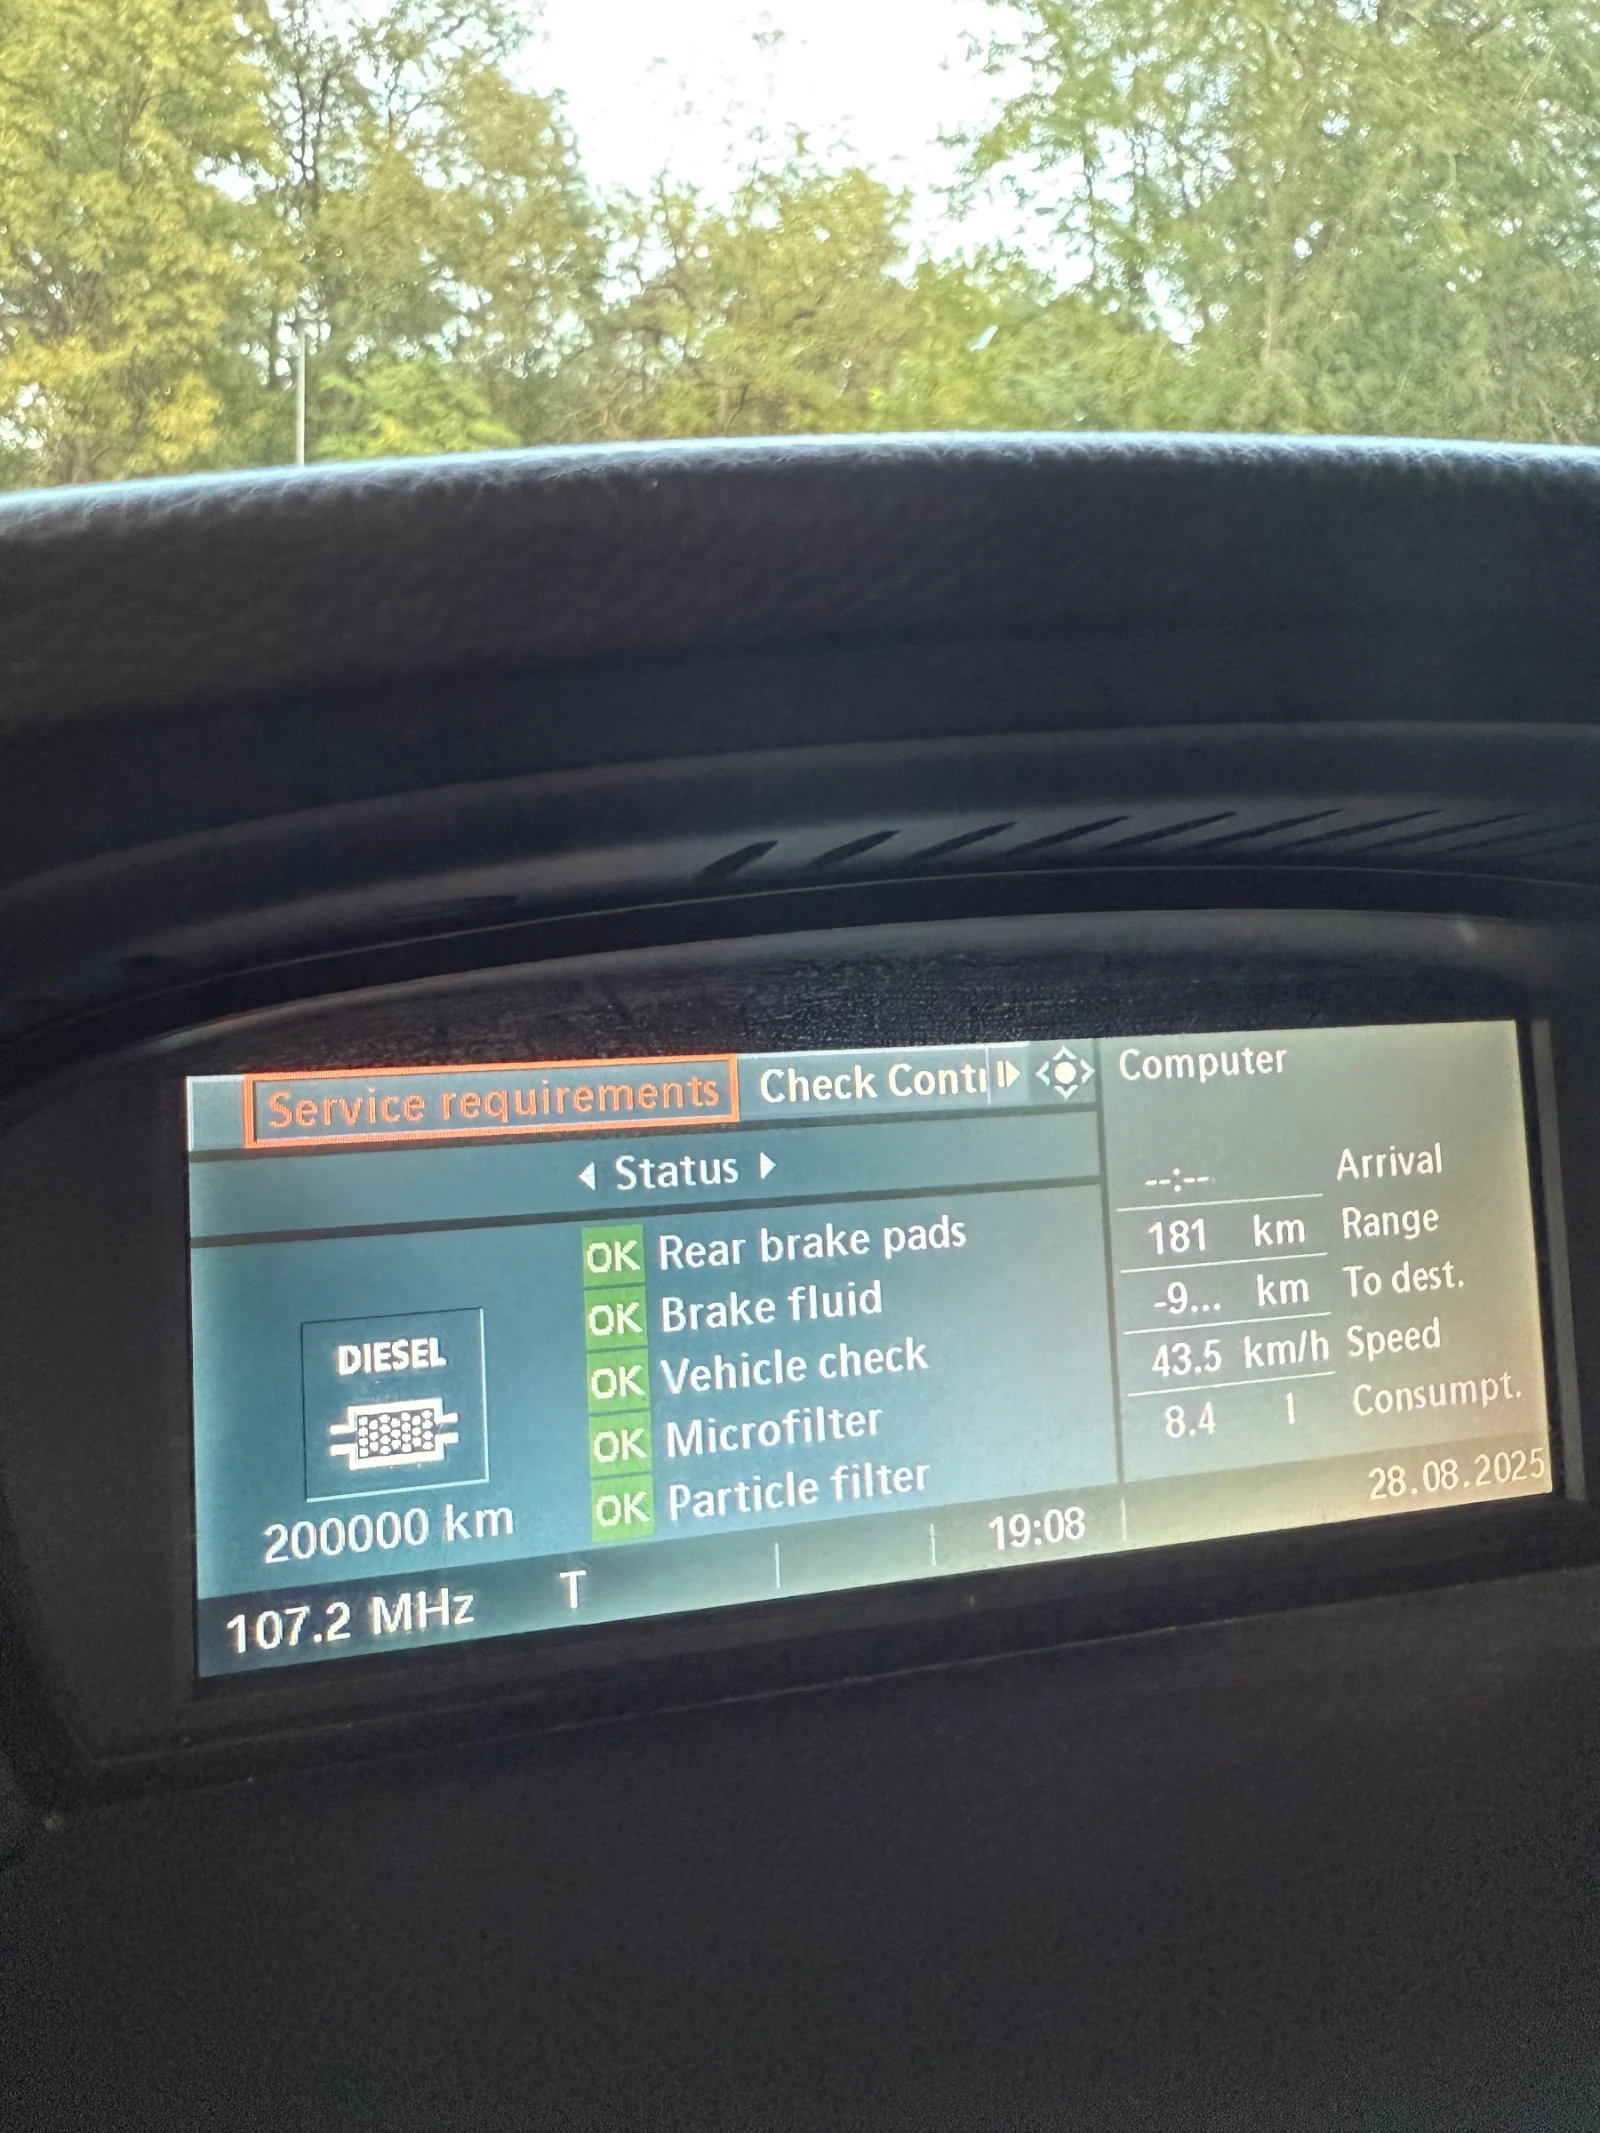 Service requirements
Check Conti
Status
OK Rear brake pads
OK Brake fluid
OK Vehicle check
OK Microfilter
OK Particle filter
DIESEL
200000 km
Computer
--:-- Arrival
181 km Range
-9... km To dest.
43.5 km/h Speed
8.4 l Consumpt.
107.2 MHz T 19:08 28.08.2025